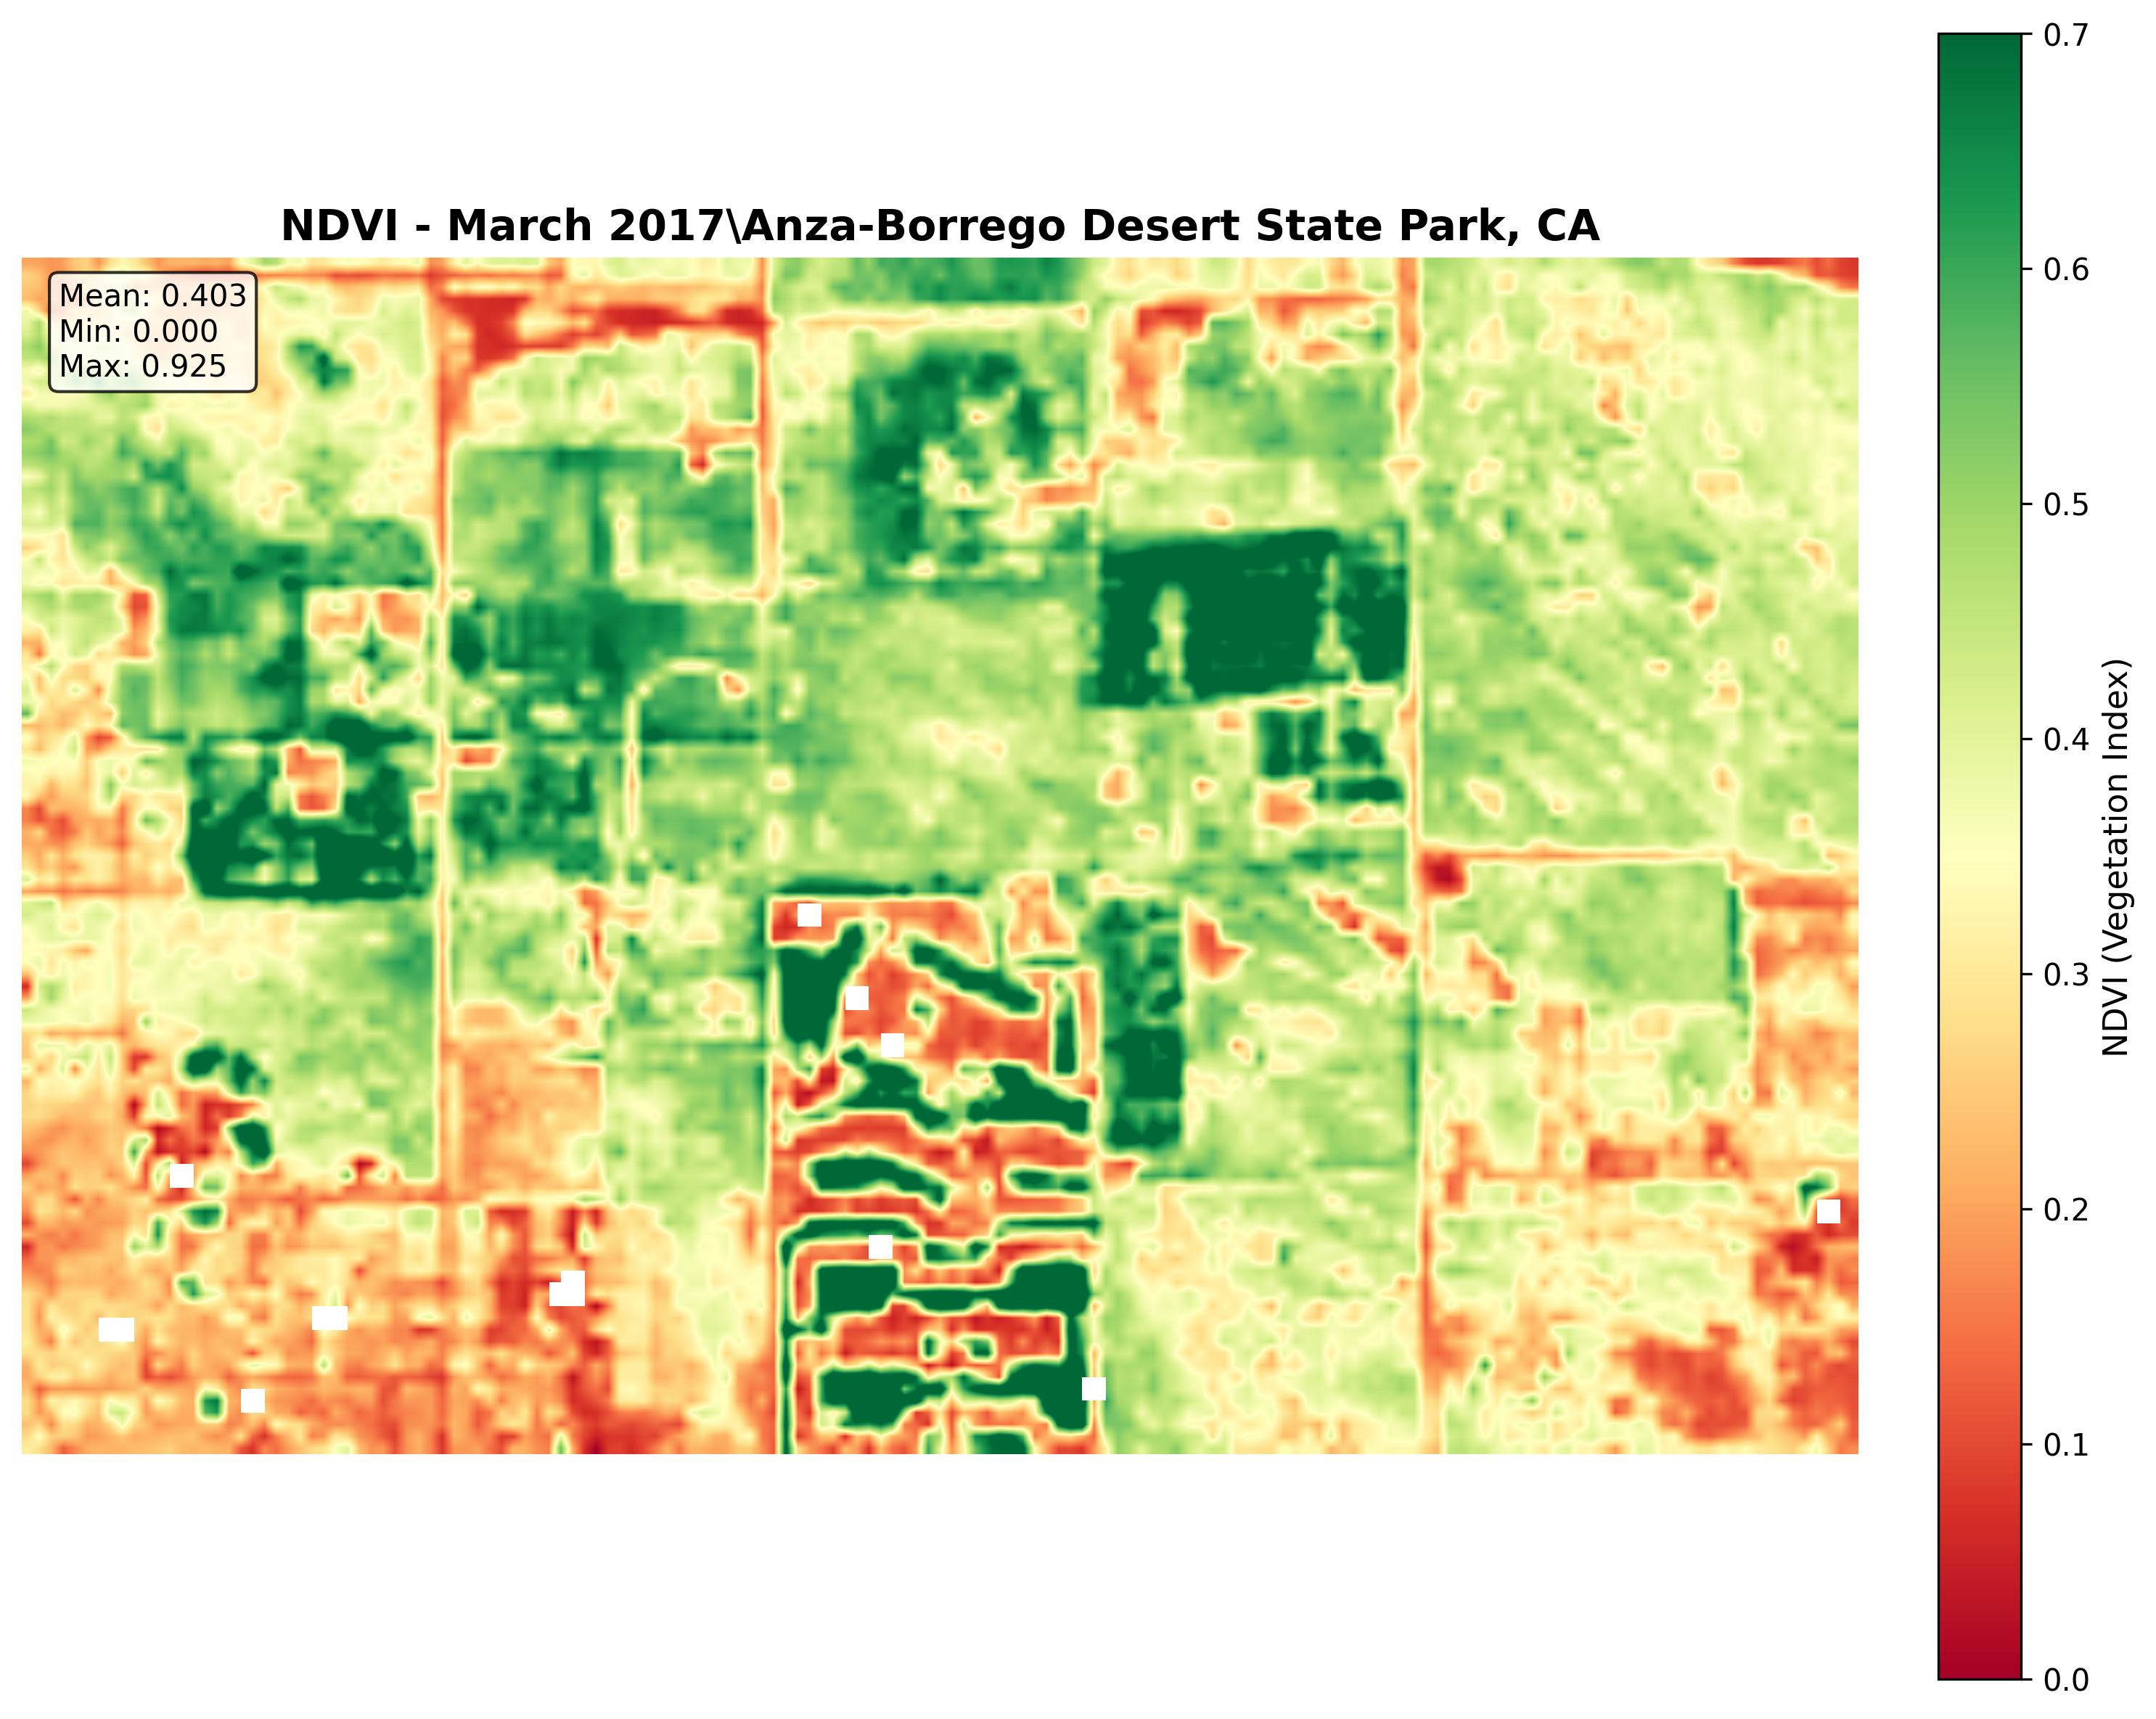 NDVI - March 2017\Anza-Borrego Desert State Park, CA
Mean: 0.403
Min: 0.000
Max: 0.925
0.7
0.6
0.5
0.4
0.3
0.2
0.1
0.0
NDVI (Vegetation Index)